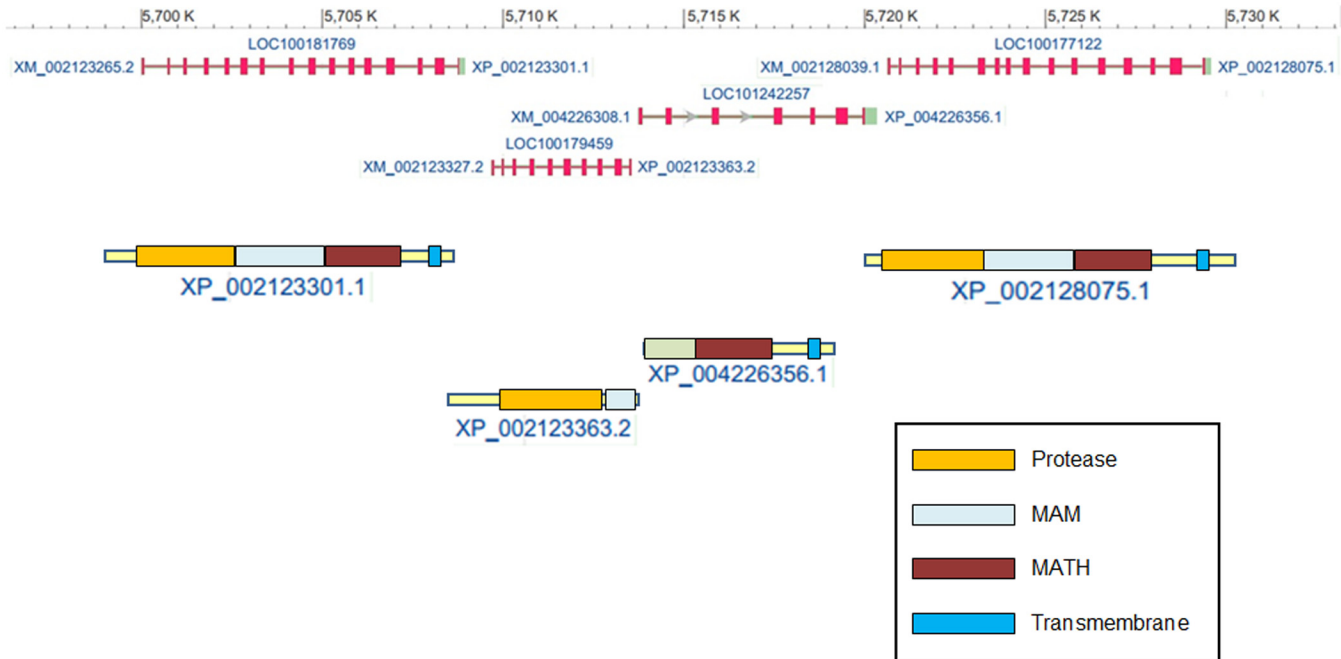 5,700 K 5,705 K 5,710 K 5,715 K 5,720 K 5,725 K 5,730 K
LOC100181769 LOC100177122
XM_002123265.2 XP_002123301.1 XM_002128039.1 XP_002128075.1
LOC101242257
XM_004226308.1 XP_004226356.1
LOC100179459
XM_002123327.2 XP_002123363.2
XP_002123301.1 XP_002128075.1
XP_004226356.1
XP_002123363.2
Protease
MAM
MATH
Transmembrane